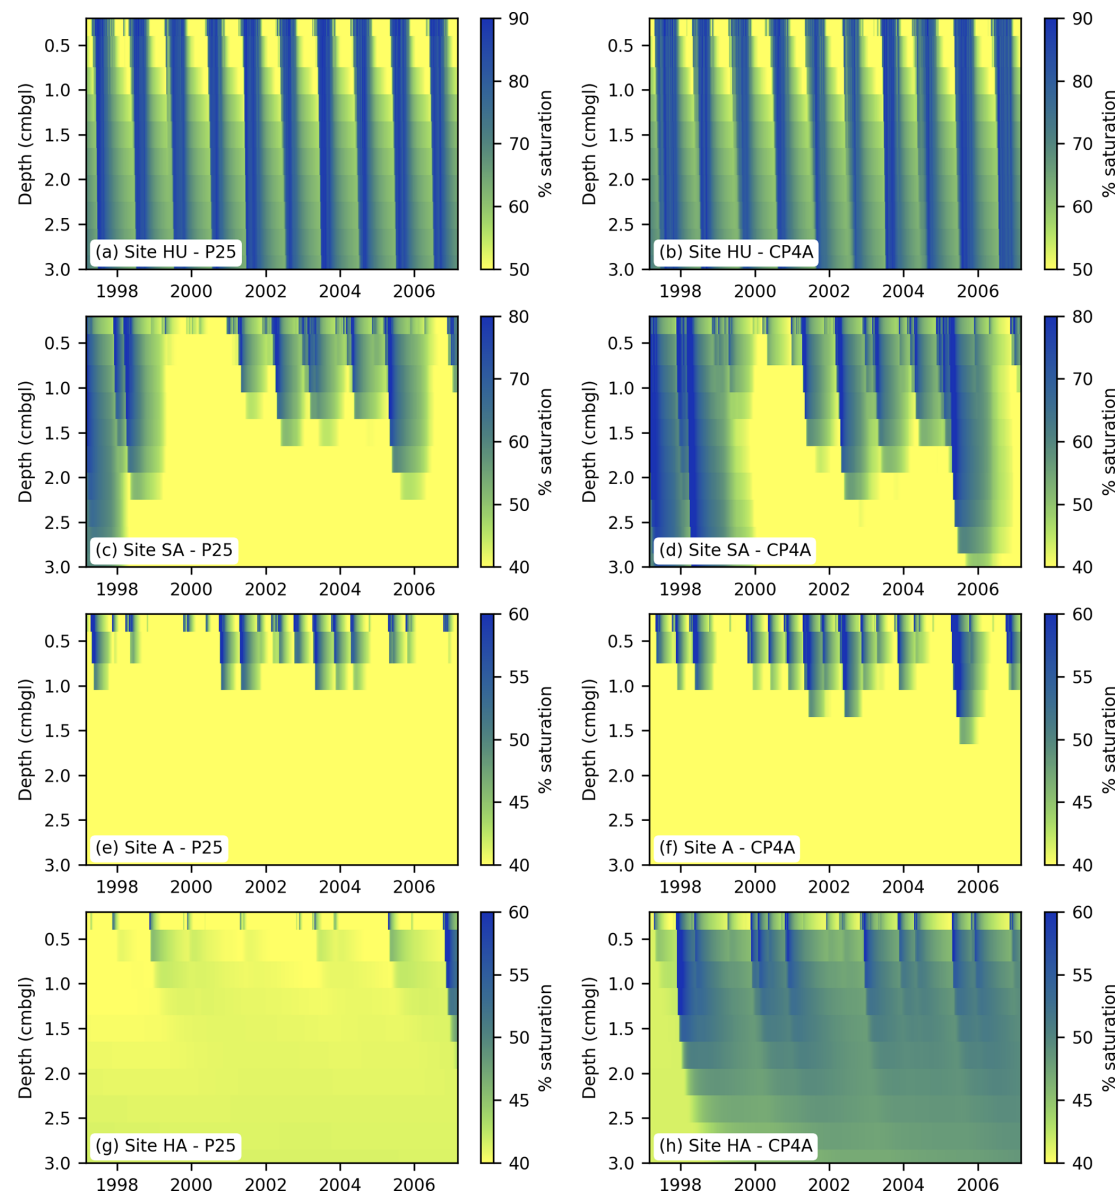 0.5
1.0
1.5
2.0
2.5
3.0
Depth (cmbgl)
(a) Site HU - P25
1998 2000 2002 2004 2006
90
80
70
60
50
% saturation
0.5
1.0
1.5
2.0
2.5
3.0
Depth (cmbgl)
(b) Site HU - CP4A
1998 2000 2002 2004 2006
90
80
70
60
50
% saturation
0.5
1.0
1.5
2.0
2.5
3.0
Depth (cmbgl)
(c) Site SA - P25
1998 2000 2002 2004 2006
80
70
60
50
40
% saturation
0.5
1.0
1.5
2.0
2.5
3.0
Depth (cmbgl)
(d) Site SA - CP4A
1998 2000 2002 2004 2006
80
70
60
50
40
% saturation
0.5
1.0
1.5
2.0
2.5
3.0
Depth (cmbgl)
(e) Site A - P25
1998 2000 2002 2004 2006
60
55
50
45
40
% saturation
0.5
1.0
1.5
2.0
2.5
3.0
Depth (cmbgl)
(f) Site A - CP4A
1998 2000 2002 2004 2006
60
55
50
45
40
% saturation
0.5
1.0
1.5
2.0
2.5
3.0
Depth (cmbgl)
(g) Site HA - P25
1998 2000 2002 2004 2006
60
55
50
45
40
% saturation
0.5
1.0
1.5
2.0
2.5
3.0
Depth (cmbgl)
(h) Site HA - CP4A
1998 2000 2002 2004 2006
60
55
50
45
40
% saturation